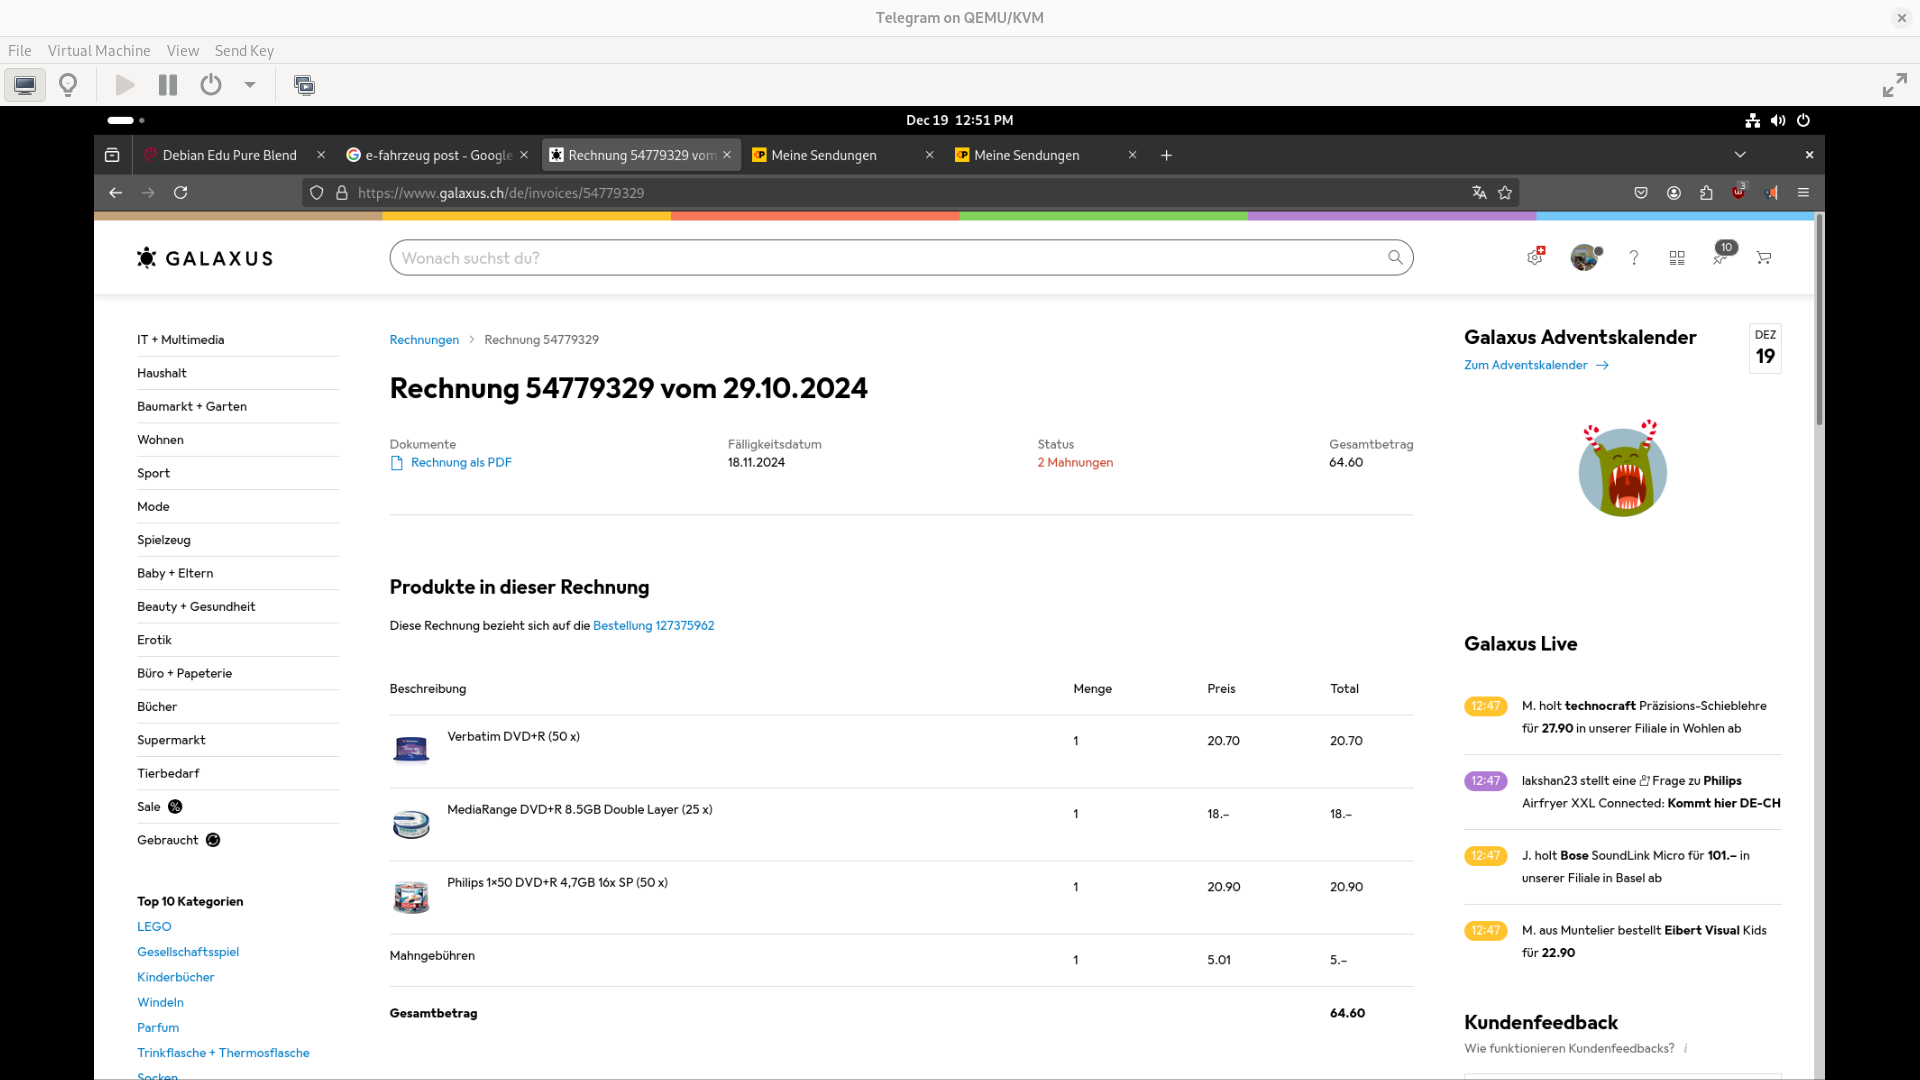 Telegram on QEMU/KVM
File Virtual Machine View Send Key
Dec 19 12:51 PM
Debian Edu Pure Blend
e-fahrzeug post - Google
Rechnung 54779329 vom
Meine Sendungen
Meine Sendungen
https://www.galaxus.ch/de/invoices/54779329
3
GALAXUS
Wonach suchst du?
10
IT + Multimedia
Haushalt
Baumarkt + Garten
Wohnen
Sport
Mode
Spielzeug
Baby + Eltern
Beauty + Gesundheit
Erotik
Büro + Papeterie
Bücher
Supermarkt
Tierbedarf
Sale %
Gebraucht
Top 10 Kategorien
LEGO
Gesellschaftsspiel
Kinderbücher
Windeln
Parfum
Trinkflasche + Thermosflasche
Socken
Rechnungen > Rechnung 54779329
Rechnung 54779329 vom 29.10.2024
Dokumente Fälligkeitsdatum Status Gesamtbetrag
Rechnung als PDF 18.11.2024 2 Mahnungen 64.60
Produkte in dieser Rechnung
Diese Rechnung bezieht sich auf die Bestellung 127375962
Beschreibung Menge Preis Total
Verbatim DVD+R (50 x) 1 20.70 20.70
MediaRange DVD+R 8.5GB Double Layer (25 x) 1 18.– 18.–
Philips 1x50 DVD+R 4,7GB 16x SP (50 x) 1 20.90 20.90
Mahngebühren 1 5.01 5.–
Gesamtbetrag 64.60
Galaxus Adventskalender
DEZ
19
Zum Adventskalender →
Galaxus Live
12:47 M. holt technocraft Präzisions-Schieblehre
für 27.90 in unserer Filiale in Wohlen ab
12:47 lakshan23 stellt eine Frage zu Philips
Airfryer XXL Connected: Kommt hier DE-CH
12:47 J. holt Bose SoundLink Micro für 101.– in
unserer Filiale in Basel ab
12:47 M. aus Muntelier bestellt Eibert Visual Kids
für 22.90
Kundenfeedback
Wie funktionieren Kundenfeedbacks? i